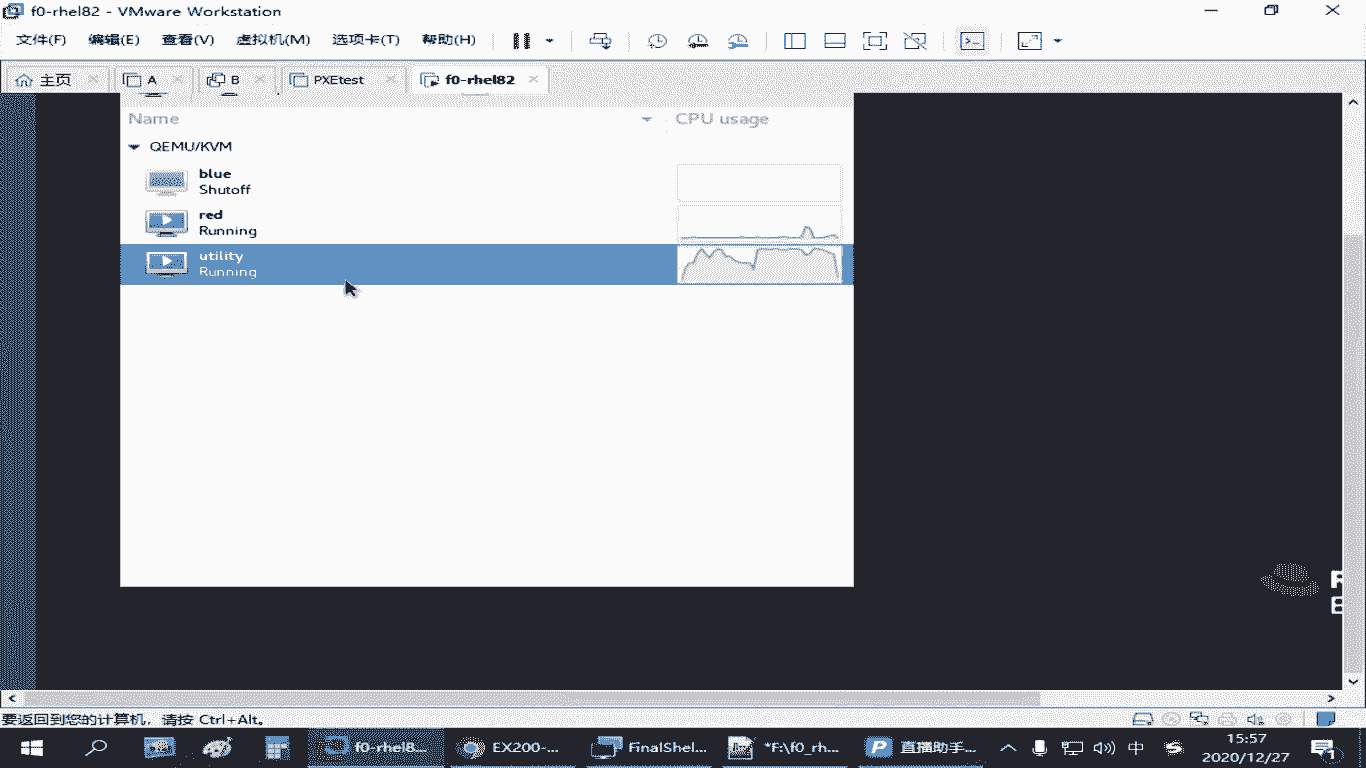 f0-rhel82 - VMware Workstation
文件(F) 编辑(E) 查看(V) 虚拟机(M) 选项卡(T) 帮助(H)
主页 A B PXEtest f0-rhel82
Name CPU usage
QEMU/KVM
blue
Shutoff
red
Running
utility
Running
要返回到您的计算机，请按 Ctrl+Alt。
f0-rhel8... EX200-... FinalShel... *F:\f0_rh... 直播助手... 中 15:57
2020/12/27 1